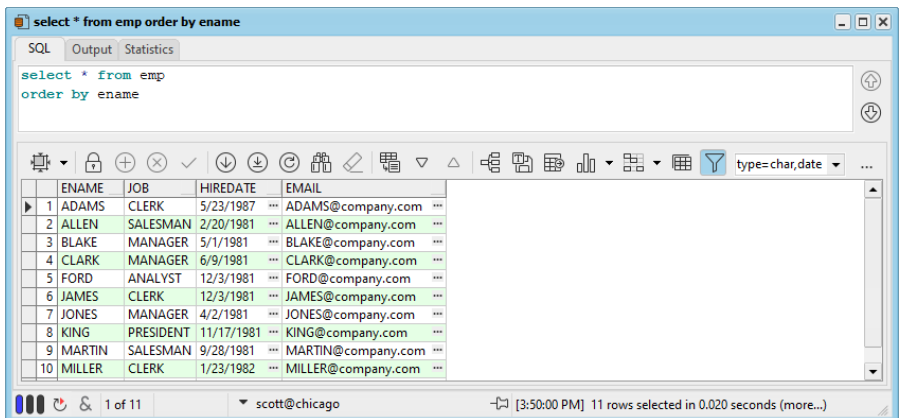 select * from emp order by ename
SQL Output Statistics
select * from emp
order by ename
type=char,date
ENAME JOB HIREDATE EMAIL
1 ADAMS CLERK 5/23/1987 ... ADAMS@company.com ...
2 ALLEN SALESMAN 2/20/1981 ... ALLEN@company.com ...
3 BLAKE MANAGER 5/1/1981 ... BLAKE@company.com ...
4 CLARK MANAGER 6/9/1981 ... CLARK@company.com ...
5 FORD ANALYST 12/3/1981 ... FORD@company.com ...
6 JAMES CLERK 12/3/1981 ... JAMES@company.com ...
7 JONES MANAGER 4/2/1981 ... JONES@company.com ...
8 KING PRESIDENT 11/17/1981 ... KING@company.com ...
9 MARTIN SALESMAN 9/28/1981 ... MARTIN@company.com ...
10 MILLER CLERK 1/23/1982 ... MILLER@company.com ...
& 1 of 11 scott@chicago [3:50:00 PM] 11 rows selected in 0.020 seconds (more...)